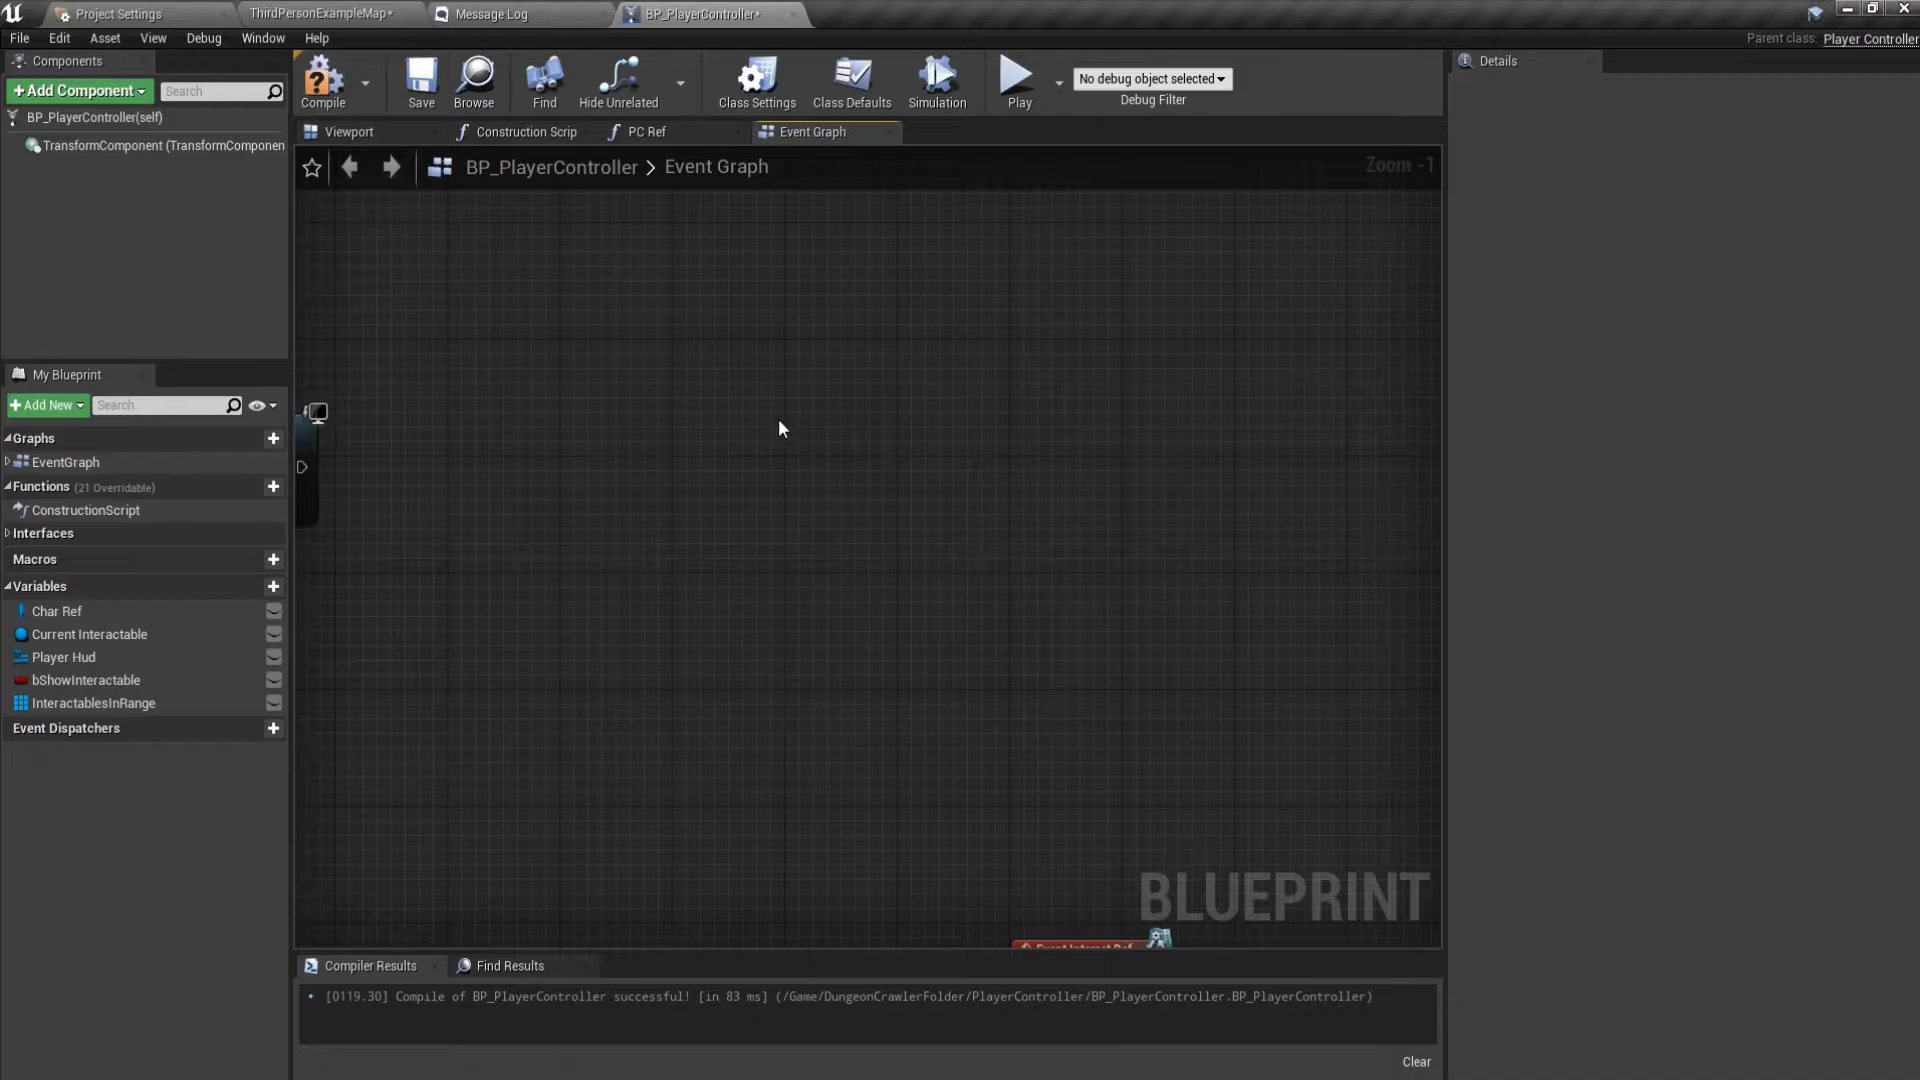 Project Settings
ThirdPersonExampleMap*
Message Log
BP_PlayerController*
File Edit Asset View Debug Window Help
Parent class: Player Controller
Components
+Add Component
Search
BP_PlayerController(self)
TransformComponent (TransformComponen
Compile
Save
Browse
Find
Hide Unrelated
Class Settings
Class Defaults
Simulation
Play
No debug object selected
Debug Filter
Details
Viewport
Construction Scrip
PC Ref
Event Graph
BP_PlayerController > Event Graph
Zoom -1
My Blueprint
+Add New
Search
Graphs
EventGraph
Functions (21 Overridable)
ConstructionScript
Interfaces
Macros
Variables
Char Ref
Current Interactable
Player Hud
bShowInteractable
InteractablesInRange
Event Dispatchers
BLUEPRINT
Event Interact Ref
Compiler Results
Find Results
[0119.30] Compile of BP_PlayerController successful! [in 83 ms] (/Game/DungeonCrawlerFolder/PlayerController/BP_PlayerController.BP_PlayerController)
Clear